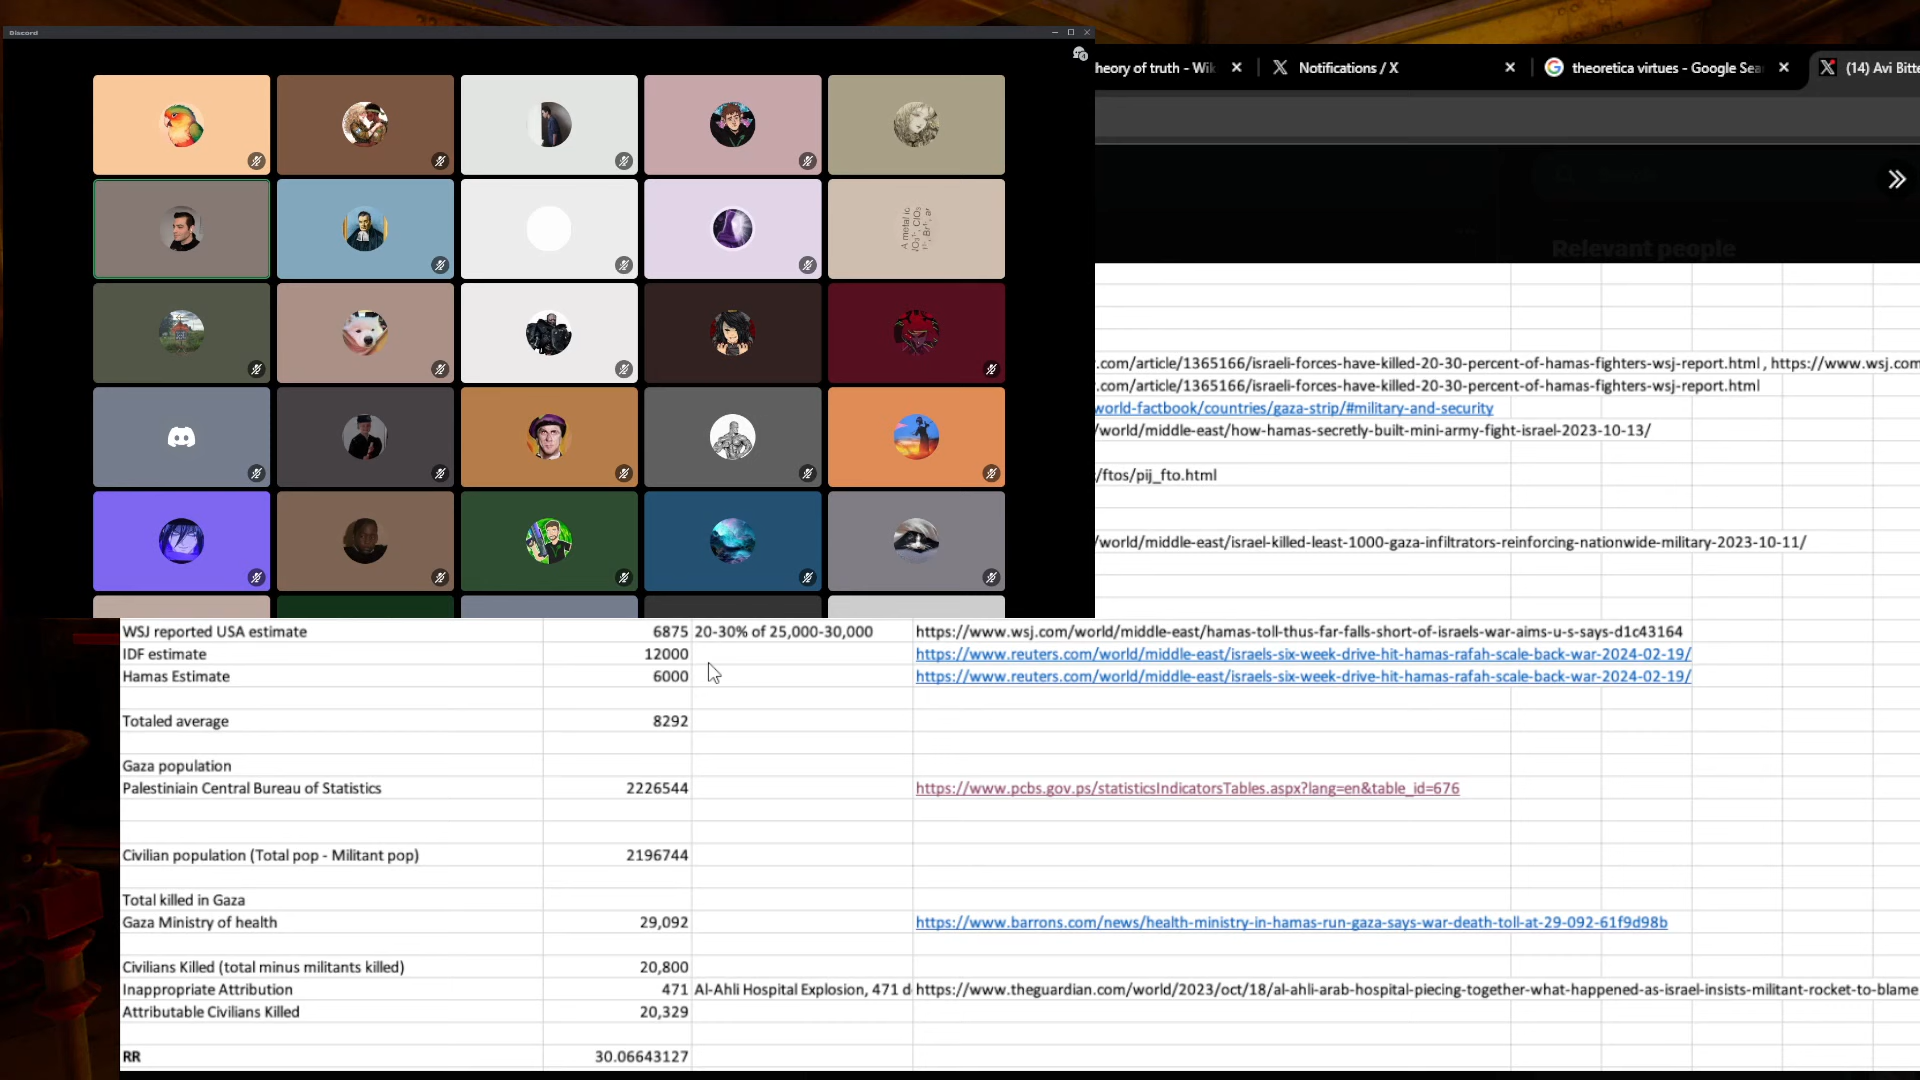 Discord
heory of truth - Wik
Notifications / X
theoretica virtues - Google Sea
(14) Avi Bitte
Relevant people
.com/article/1365166/israeli-forces-have-killed-20-30-percent-of-hamas-fighters-wsj-report.html , https://www.wsj.com
.com/article/1365166/israeli-forces-have-killed-20-30-percent-of-hamas-fighters-wsj-report.html
world-factbook/countries/gaza-strip/#military-and-security
/world/middle-east/how-hamas-secretly-built-mini-army-fight-israel-2023-10-13/
/ftos/pij_fto.html
/world/middle-east/israel-killed-least-1000-gaza-infiltrators-reinforcing-nationwide-military-2023-10-11/
WSJ reported USA estimate 6875 20-30% of 25,000-30,000 https://www.wsj.com/world/middle-east/hamas-toll-thus-far-falls-short-of-israels-war-aims-u-s-says-d1c43164
IDF estimate 12000 https://www.reuters.com/world/middle-east/israels-six-week-drive-hit-hamas-rafah-scale-back-war-2024-02-19/
Hamas Estimate 6000 https://www.reuters.com/world/middle-east/israels-six-week-drive-hit-hamas-rafah-scale-back-war-2024-02-19/
Totaled average 8292
Gaza population
Palestiniain Central Bureau of Statistics 2226544 https://www.pcbs.gov.ps/statisticsIndicatorsTables.aspx?lang=en&table_id=676
Civilian population (Total pop - Militant pop) 2196744
Total killed in Gaza
Gaza Ministry of health 29,092 https://www.barrons.com/news/health-ministry-in-hamas-run-gaza-says-war-death-toll-at-29-092-61f9d98b
Civilians Killed (total minus militants killed) 20,800
Inappropriate Attribution 471 Al-Ahli Hospital Explosion, 471 d https://www.theguardian.com/world/2023/oct/18/al-ahli-arab-hospital-piecing-together-what-happened-as-israel-insists-militant-rocket-to-blame
Attributable Civilians Killed 20,329
RR 30.06643127